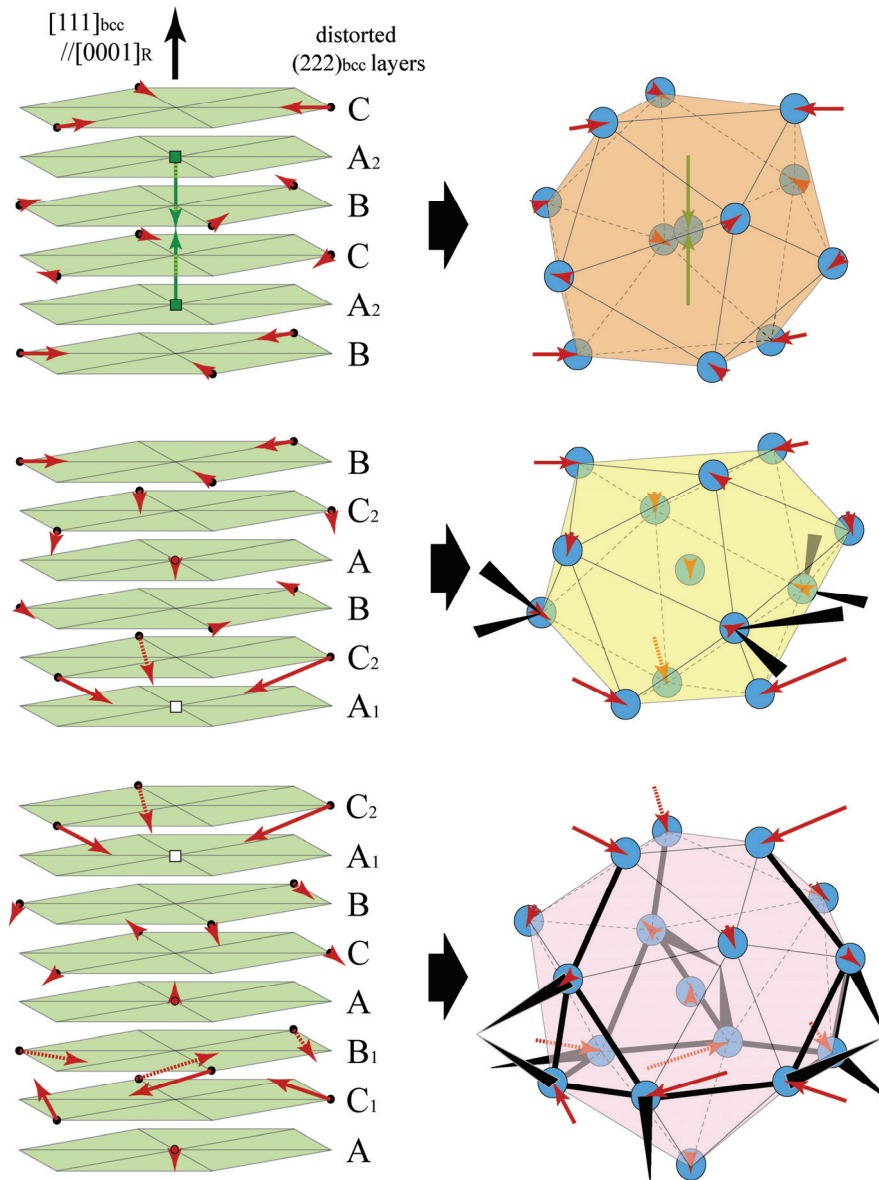 [111]bcc
//[0001]R
distorted
(222)bcc layers
C
A2
B
C
A2
B
B
C2
A
B
C2
A1
C2
A1
B
C
A
B1
C1
A